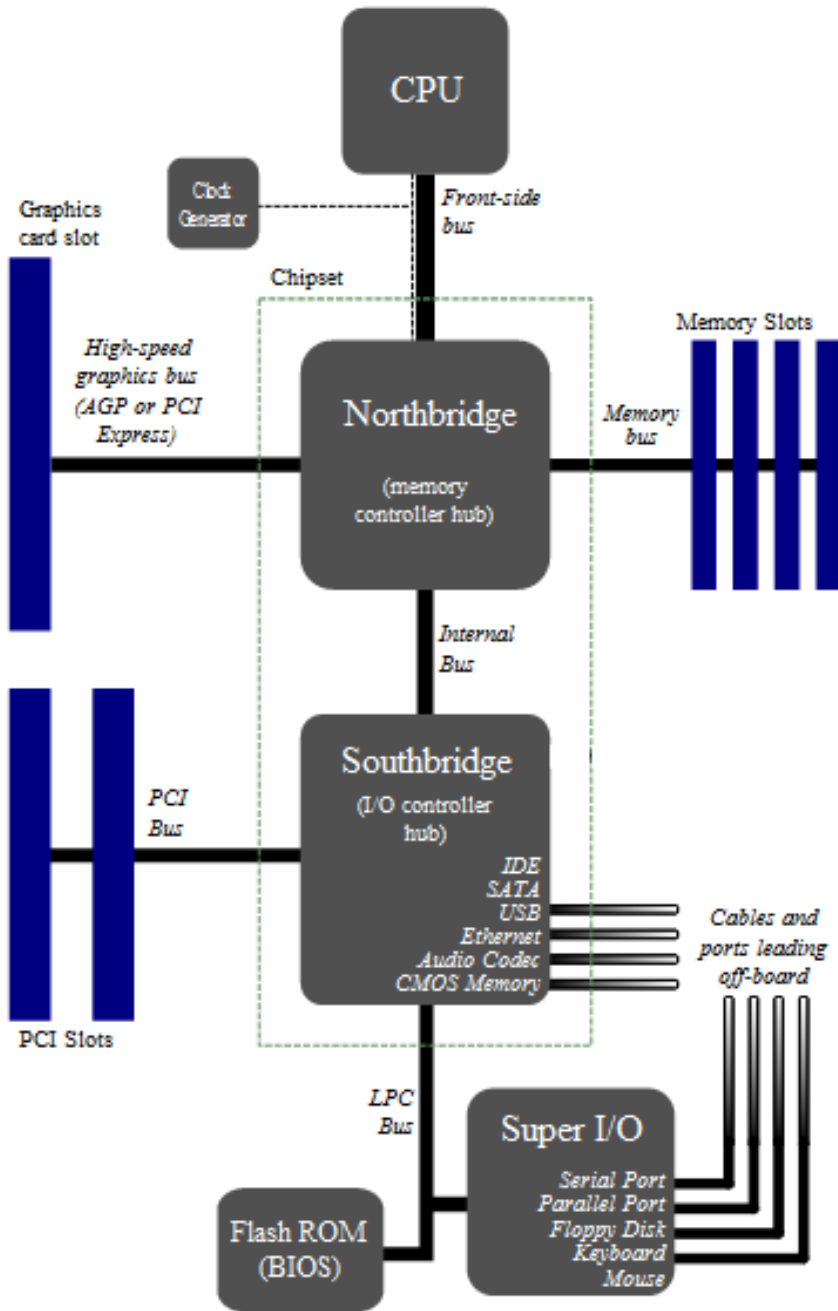 CPU
Clock
Generator
Front-side
bus
Graphics
card slot
Chipset
High-speed
graphics bus
(AGP or PCI
Express)
Northbridge
(memory
controller hub)
Memory Slots
Memory
bus
Internal
Bus
Southbridge
(I/O controller
hub)
PCI
Bus
IDE
SATA
USB
Ethernet
Audio Codec
CMOS Memory
Cables and
ports leading
off-board
PCI Slots
LPC
Bus
Super I/O
Serial Port
Parallel Port
Floppy Disk
Keyboard
Mouse
Flash ROM
(BIOS)